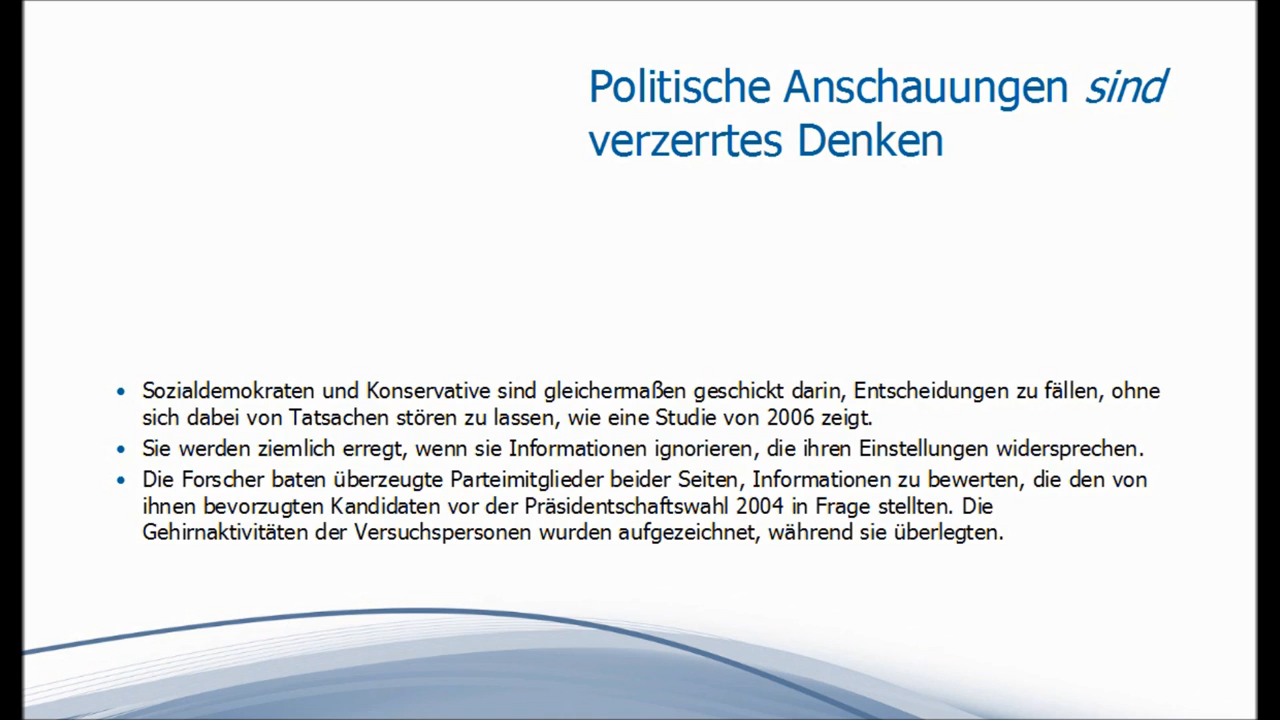 Politische Anschauungen sind
verzerrtes Denken
• Sozialdemokraten und Konservative sind gleichermaßen geschickt darin, Entscheidungen zu fällen, ohne
sich dabei von Tatsachen stören zu lassen, wie eine Studie von 2006 zeigt.
• Sie werden ziemlich erregt, wenn sie Informationen ignorieren, die ihren Einstellungen widersprechen.
• Die Forscher baten überzeugte Parteimitglieder beider Seiten, Informationen zu bewerten, die den von
ihnen bevorzugten Kandidaten vor der Präsidentschaftswahl 2004 in Frage stellten. Die
Gehirnaktivitäten der Versuchspersonen wurden aufgezeichnet, während sie überlegten.